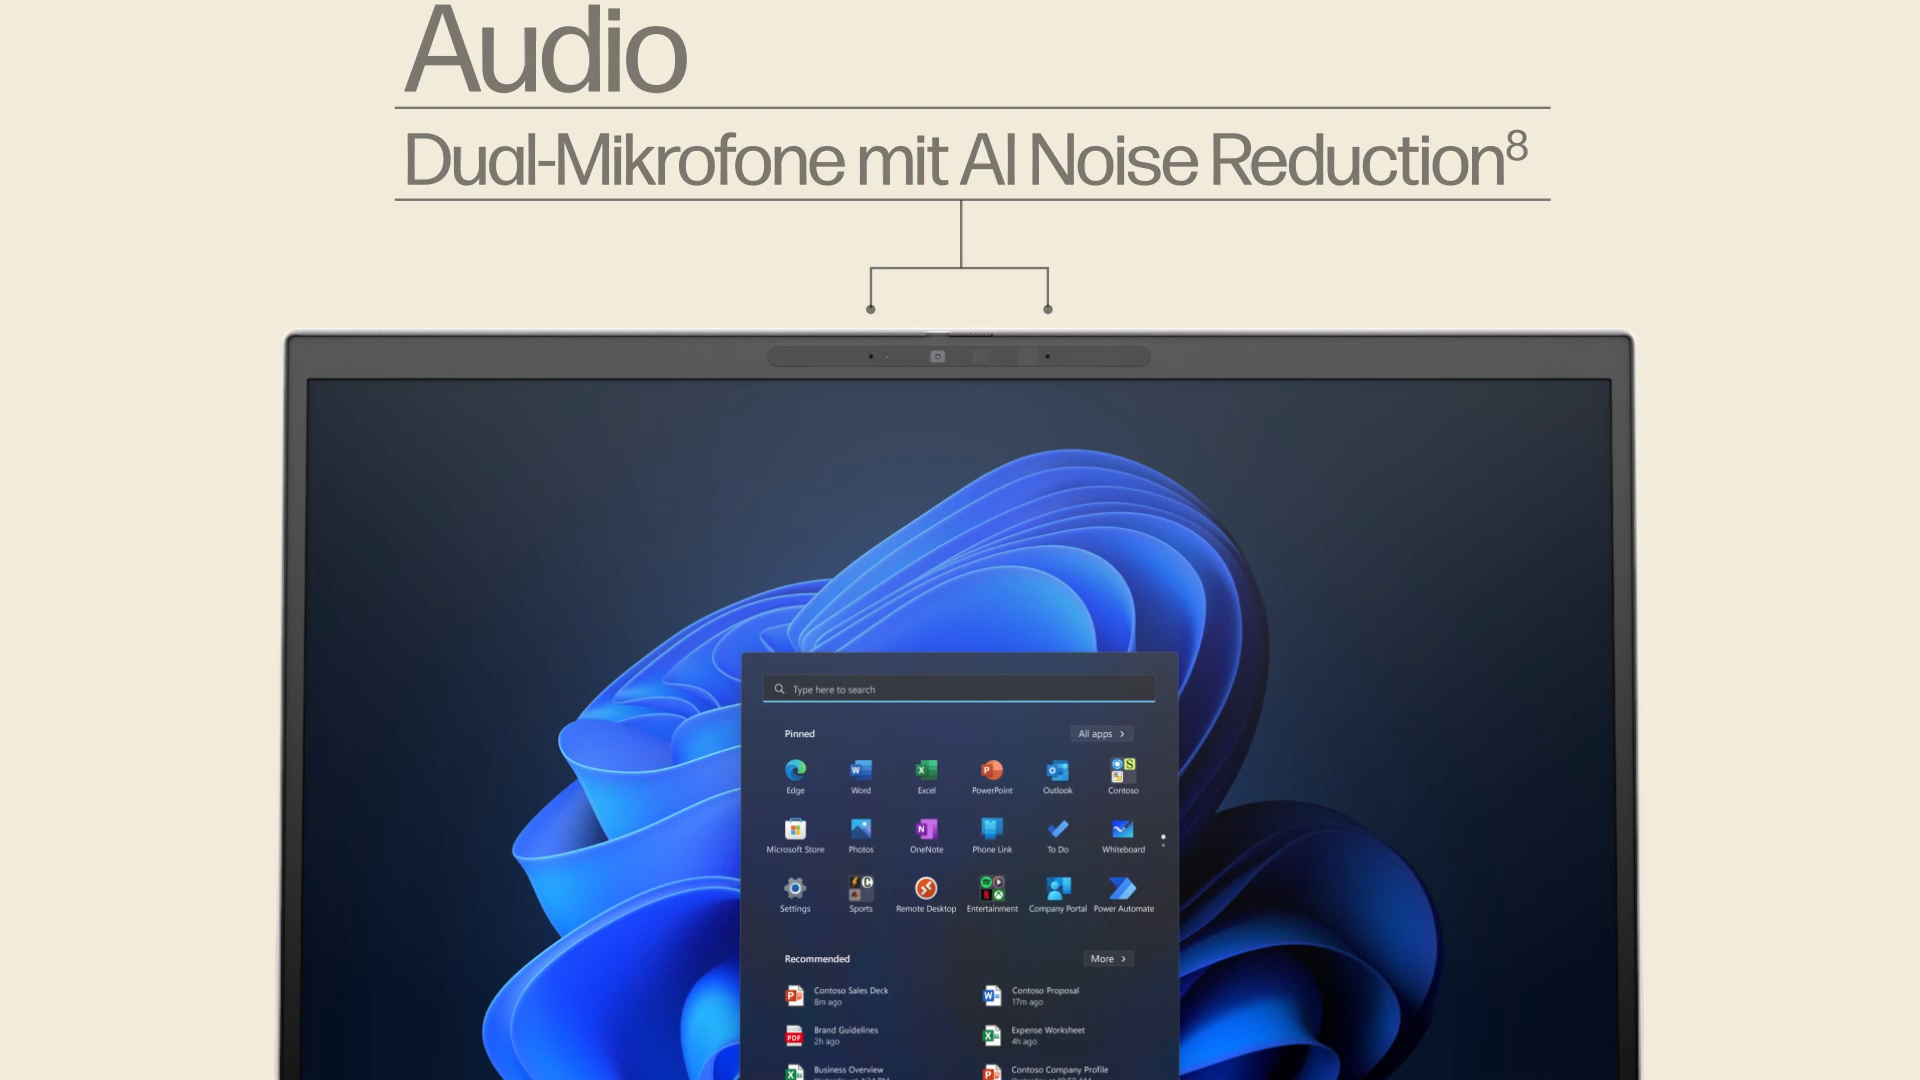 Audio
Dual-Mikrofone mit AI Noise Reduction⁸
Type here to search
Pinned
All apps >
Edge
Word
Excel
PowerPoint
Outlook
Contoso
Microsoft Store
Photos
OneNote
Phone Link
To Do
Whiteboard
Settings
Sports
Remote Desktop
Entertainment
Company Portal
Power Automate
Recommended
More >
Contoso Sales Deck
8m ago
Contoso Proposal
17m ago
Brand Guidelines
2h ago
Expense Worksheet
4h ago
Business Overview
Contoso Company Profile